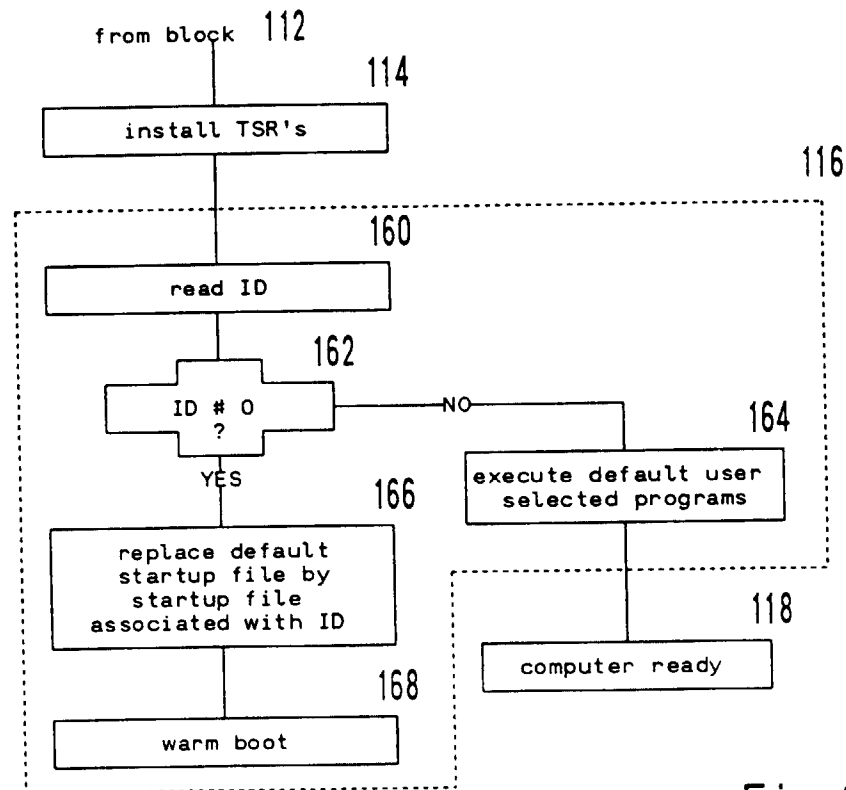 from block 112
114
install TSR's
116
160
read ID
162
ID # 0
?
NO
YES
164
execute default user
selected programs
166
replace default
startup file by
startup file
associated with ID
118
computer ready
168
warm boot